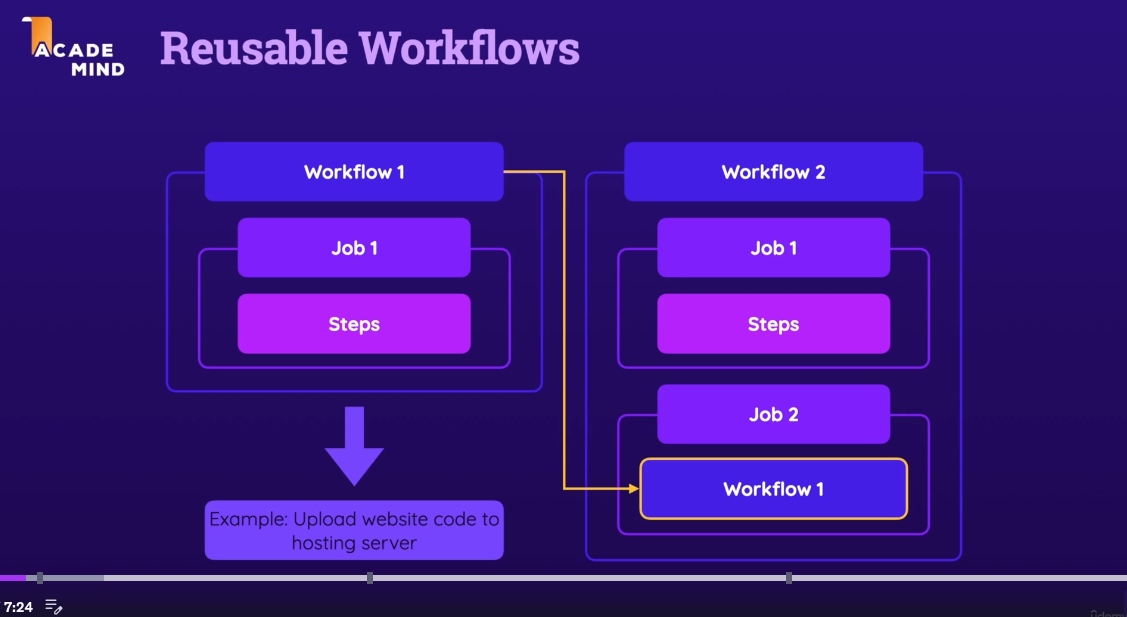 ACADE
MIND
Reusable Workflows
Workflow 1
Job 1
Steps
Example: Upload website code to
hosting server
Workflow 2
Job 1
Steps
Job 2
Workflow 1
7:24